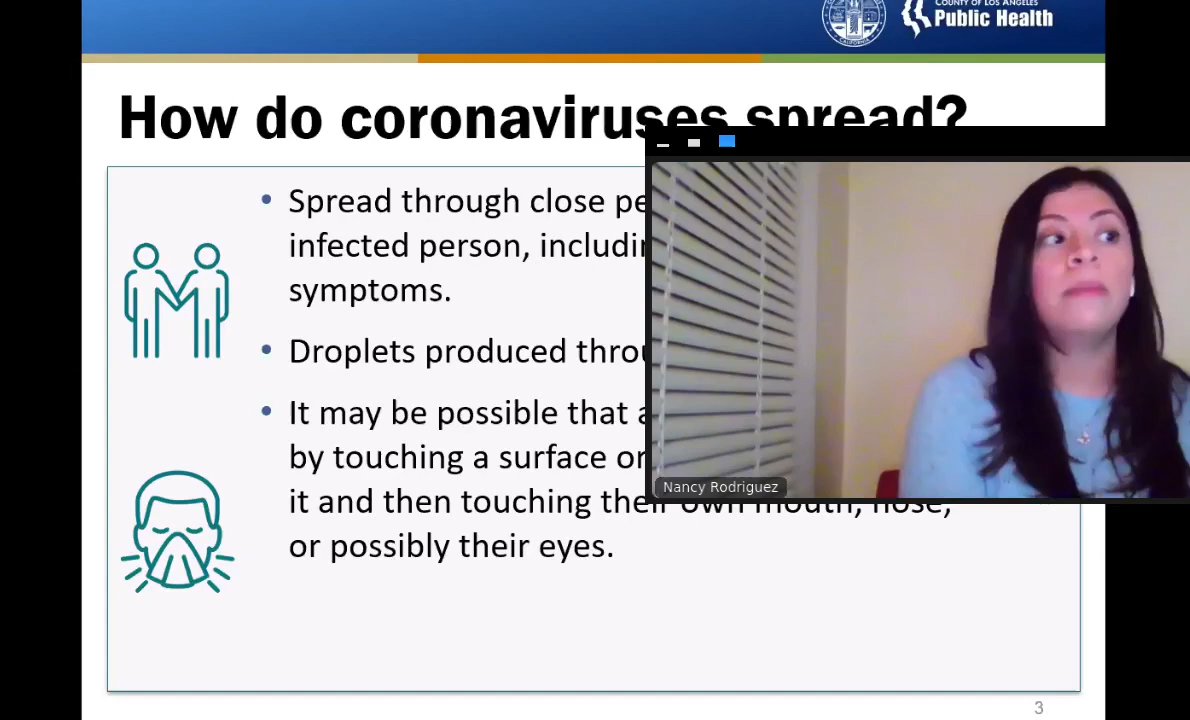 COUNTY OF LOS ANGELES
Public Health
How do coronaviruses spread?
• Spread through close pe
infected person, includin
symptoms.
• Droplets produced throu
• It may be possible that a
by touching a surface or
it and then touching their own mouth, nose,
or possibly their eyes.
Nancy Rodriguez
3